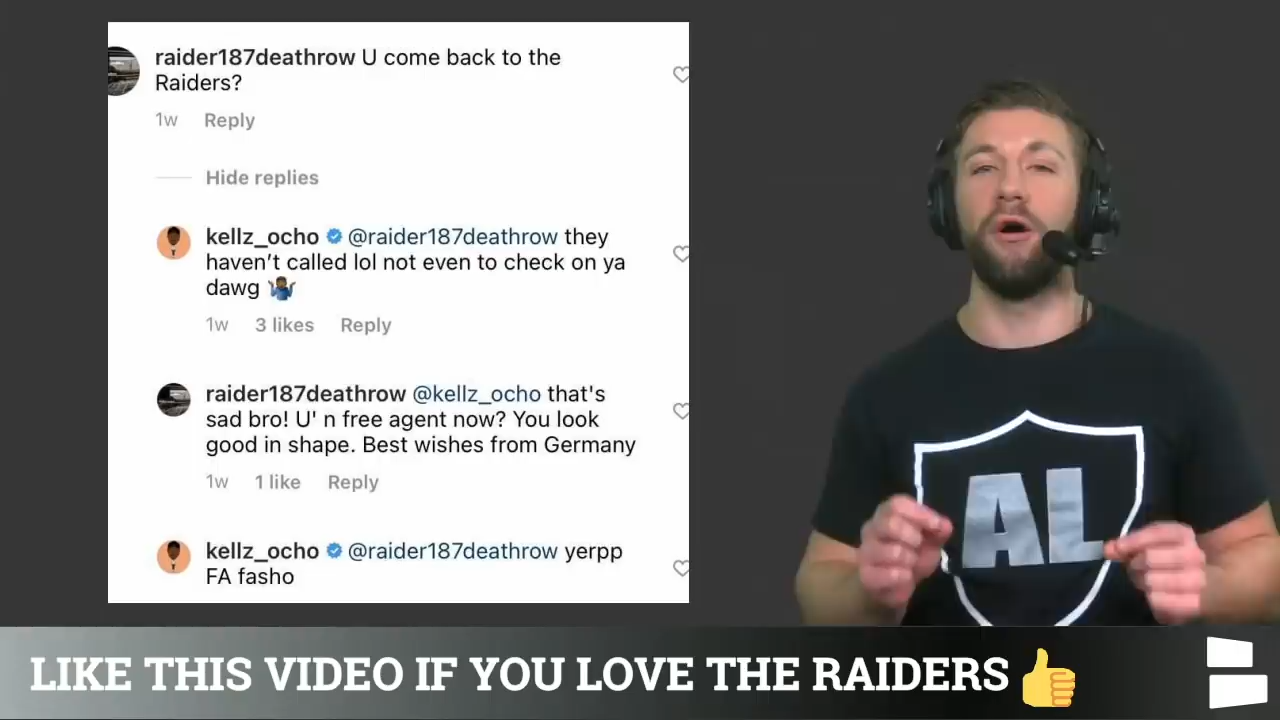 raider187deathrow U come back to the
Raiders?
1w Reply
Hide replies
kellz_ocho @raider187deathrow they
haven't called lol not even to check on ya
dawg 🤷🏾‍♂️
1w 3 likes Reply
raider187deathrow @kellz_ocho that's
sad bro! U' n free agent now? You look
good in shape. Best wishes from Germany
1w 1 like Reply
kellz_ocho @raider187deathrow yerpp
FA fasho
AL
LIKE THIS VIDEO IF YOU LOVE THE RAIDERS 👍